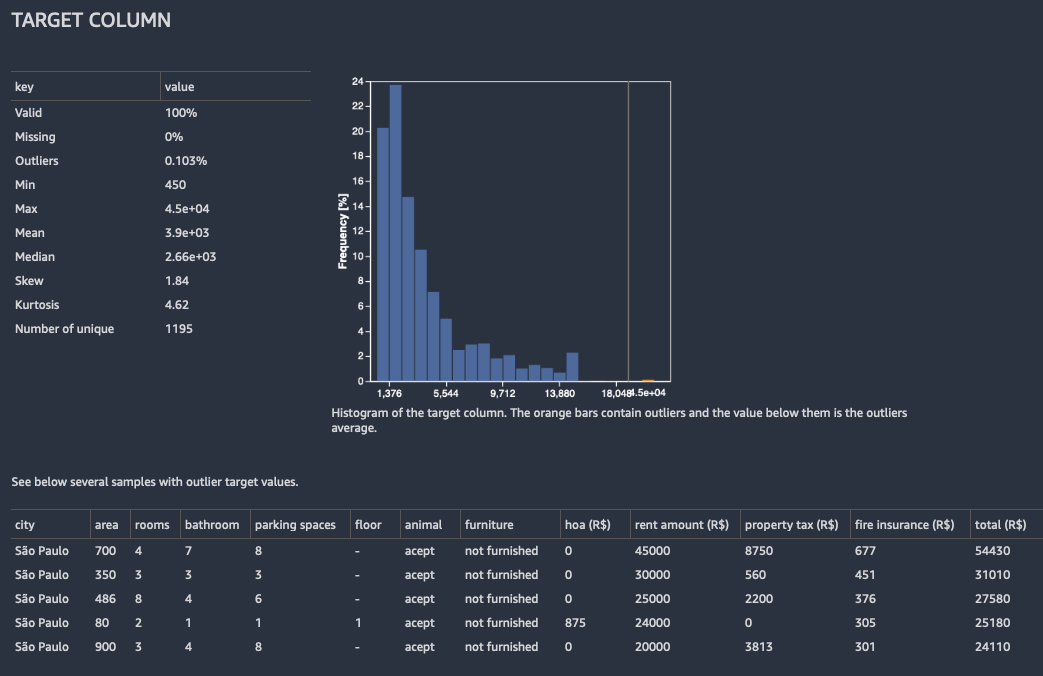 TARGET COLUMN
key value
Valid 100%
Missing 0%
Outliers 0.103%
Min 450
Max 4.5e+04
Mean 3.9e+03
Median 2.66e+03
Skew 1.84
Kurtosis 4.62
Number of unique 1195
Frequency [%]
24
22
20
18
16
14
12
10
8
6
4
2
0
1,376 5,544 9,712 13,880 18,048 4.5e+04
Histogram of the target column. The orange bars contain outliers and the value below them is the outliers
average.
See below several samples with outlier target values.
city area rooms bathroom parking spaces floor animal furniture hoa (R$) rent amount (R$) property tax (R$) fire insurance (R$) total (R$)
São Paulo 700 4 7 8 - acept not furnished 0 45000 8750 677 54430
São Paulo 350 3 3 3 - acept not furnished 0 30000 560 451 31010
São Paulo 486 8 4 6 - acept not furnished 0 25000 2200 376 27580
São Paulo 80 2 1 1 1 acept not furnished 875 24000 0 305 25180
São Paulo 900 3 4 8 - acept not furnished 0 20000 3813 301 24110